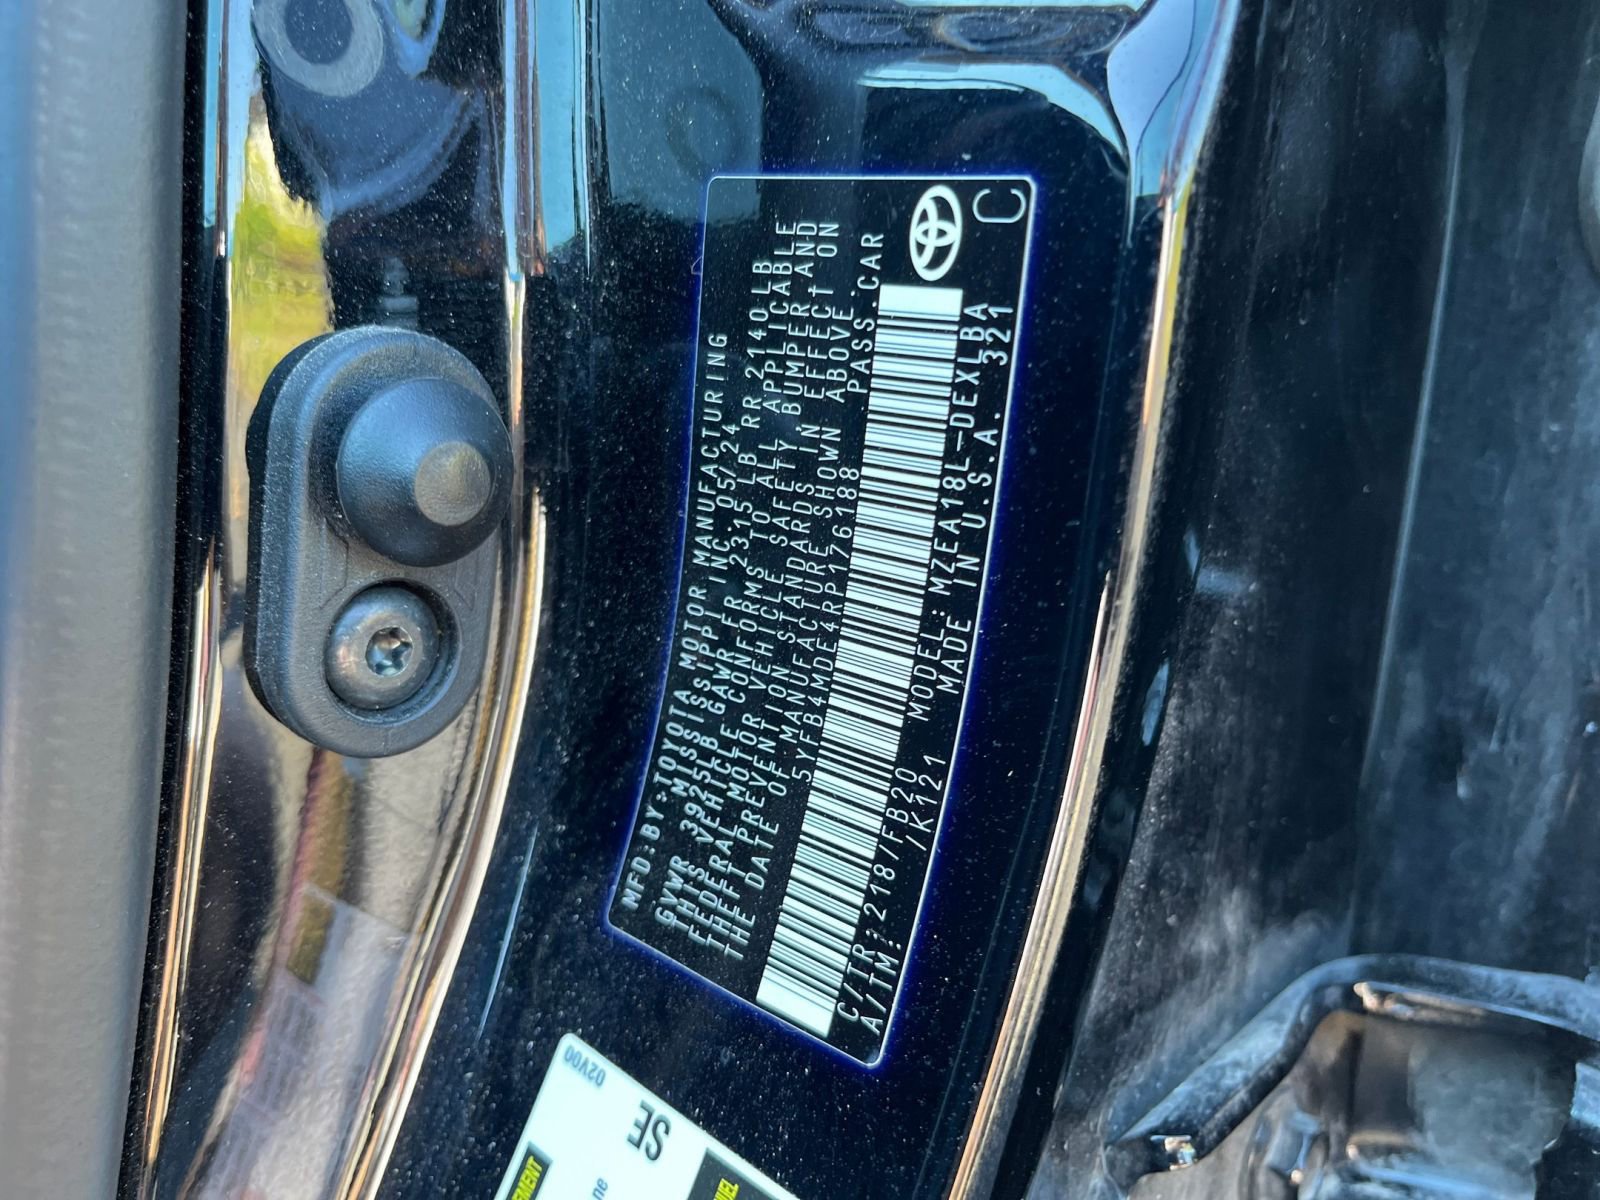 MFD.BY:TOYOTA MOTOR MANUFACTURING
MISSISSIPPI INC. 05/24
GVWR 3925LB GAWR FR 2315 LB RR 2140LB
THIS VEHICLE CONFORMS TO ALL APPLICABLE
FEDERAL MOTOR VEHICLE SAFETY BUMPER AND
THEFT PREVENTION STANDARDS IN EFFECT ON
THE DATE OF MANUFACTURE SHOWN ABOVE.
5YFB4MDE4RP176188 PASS.CAR
C/TR:218/FB20 MODEL:MZEA18L-DEXLBA
A/TM: /K121 MADE IN U.S.A. 321 C
02V00
SE